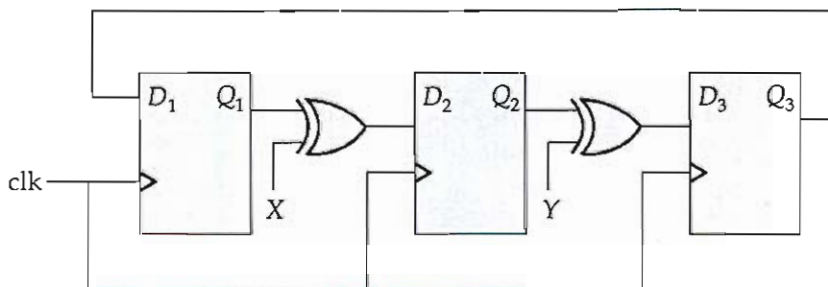 D₁ Q₁
D₂ Q₂
D₃ Q₃
clk
X
Y